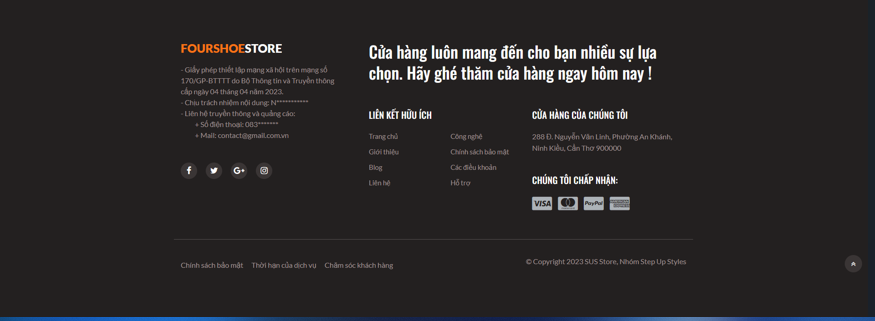 FOURSHOESTORE
- Giấy phép thiết lập mạng xã hội trên mạng số
170/GP-BTTTT do Bộ Thông tin và Truyền thông
cấp ngày 04 tháng 04 năm 2023.
- Chịu trách nhiệm nội dung: N***********
- Liên hệ truyền thông và quảng cáo:
+ Số điện thoại: 083*******
+ Mail: contact@gmail.com.vn
Cửa hàng luôn mang đến cho bạn nhiều sự lựa
chọn. Hãy ghé thăm cửa hàng ngay hôm nay !
LIÊN KẾT HỮU ÍCH
Trang chủ
Giới thiệu
Blog
Liên hệ
Công nghệ
Chính sách bảo mật
Các điều khoản
Hỗ trợ
CỬA HÀNG CỦA CHÚNG TÔI
288 Đ. Nguyễn Văn Linh, Phường An Khánh,
Ninh Kiều, Cần Thơ 900000
CHÚNG TÔI CHẤP NHẬN:
VISA PayPal
Chính sách bảo mật Thời hạn của dịch vụ Chăm sóc khách hàng
© Copyright 2023 SUS Store, Nhóm Step Up Styles